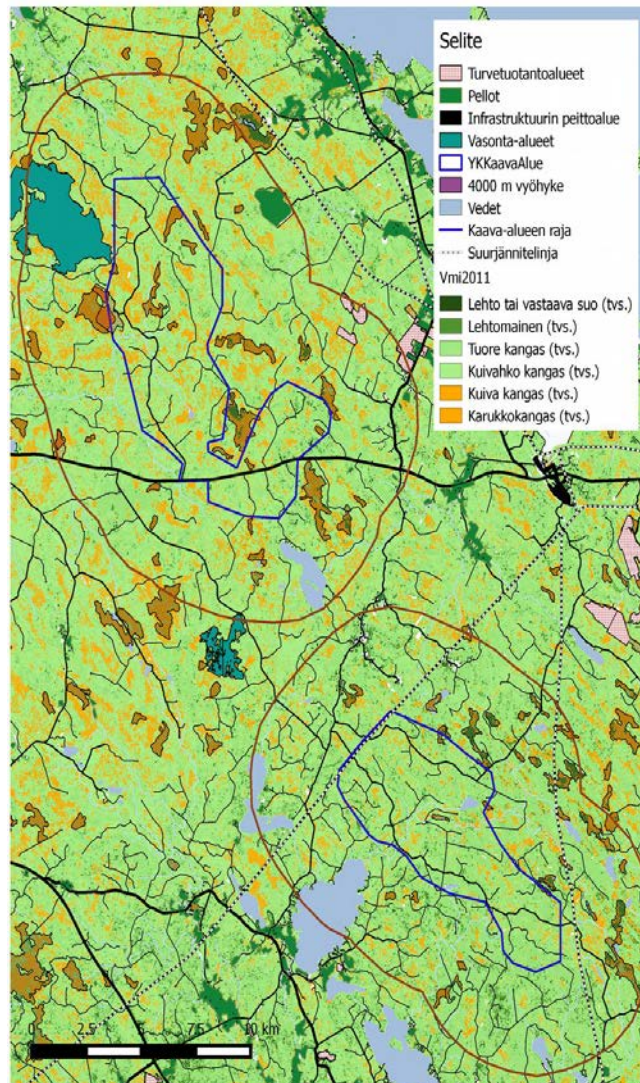 Selite
Turvetuotantoalueet
Pellot
Infrastruktuurin peittoalue
Vasonta-alueet
YKKaavaAlue
4000 m vyöhyke
Vedet
Kaava-alueen raja
Suurjännitelinja
Vmi2011
Lehto tai vastaava suo (tvs.)
Lehtomainen (tvs.)
Tuore kangas (tvs.)
Kuivahko kangas (tvs.)
Kuiva kangas (tvs.)
Karukkokangas (tvs.)
0 2.5 5 7.5 10 km